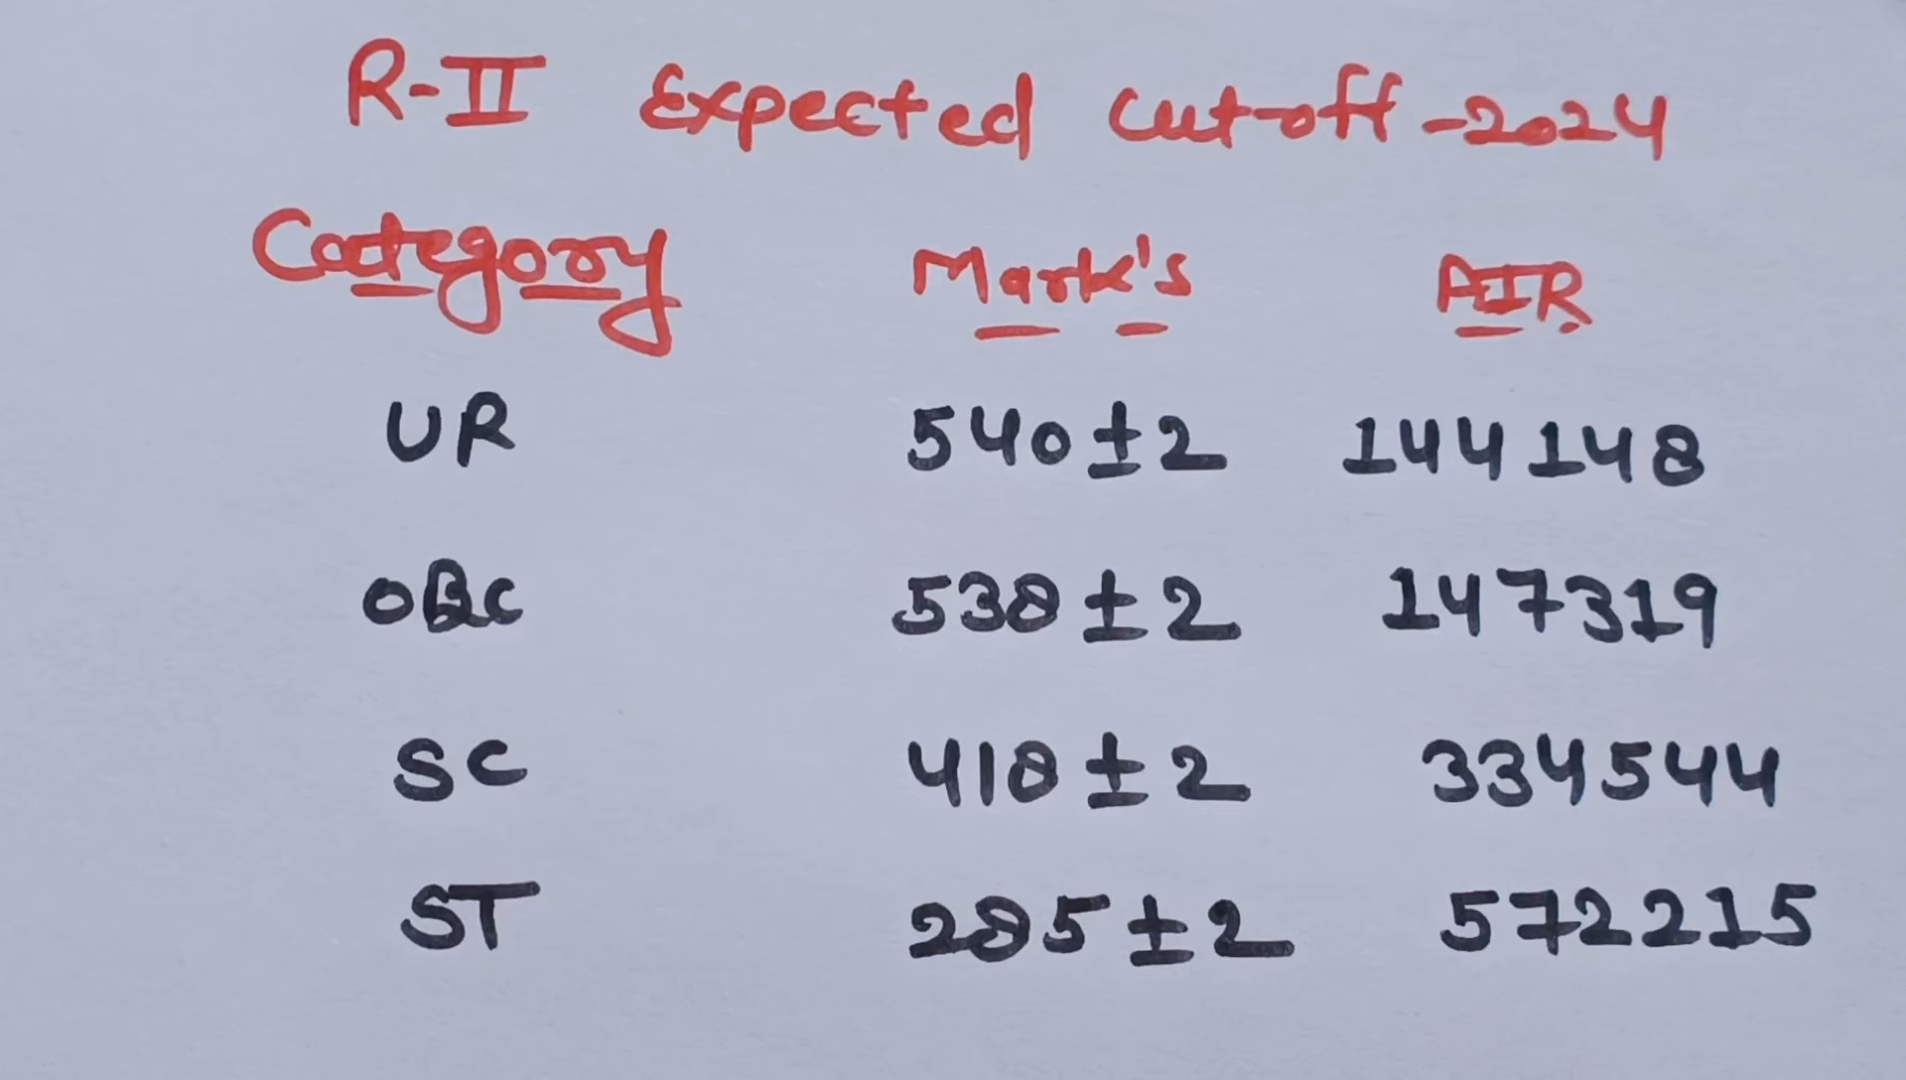 R-II Expected cut-off-2024
Category Mark's AIR
UR 540±2 144148
OBC 538±2 147319
SC 418±2 334544
ST 285±2 572215